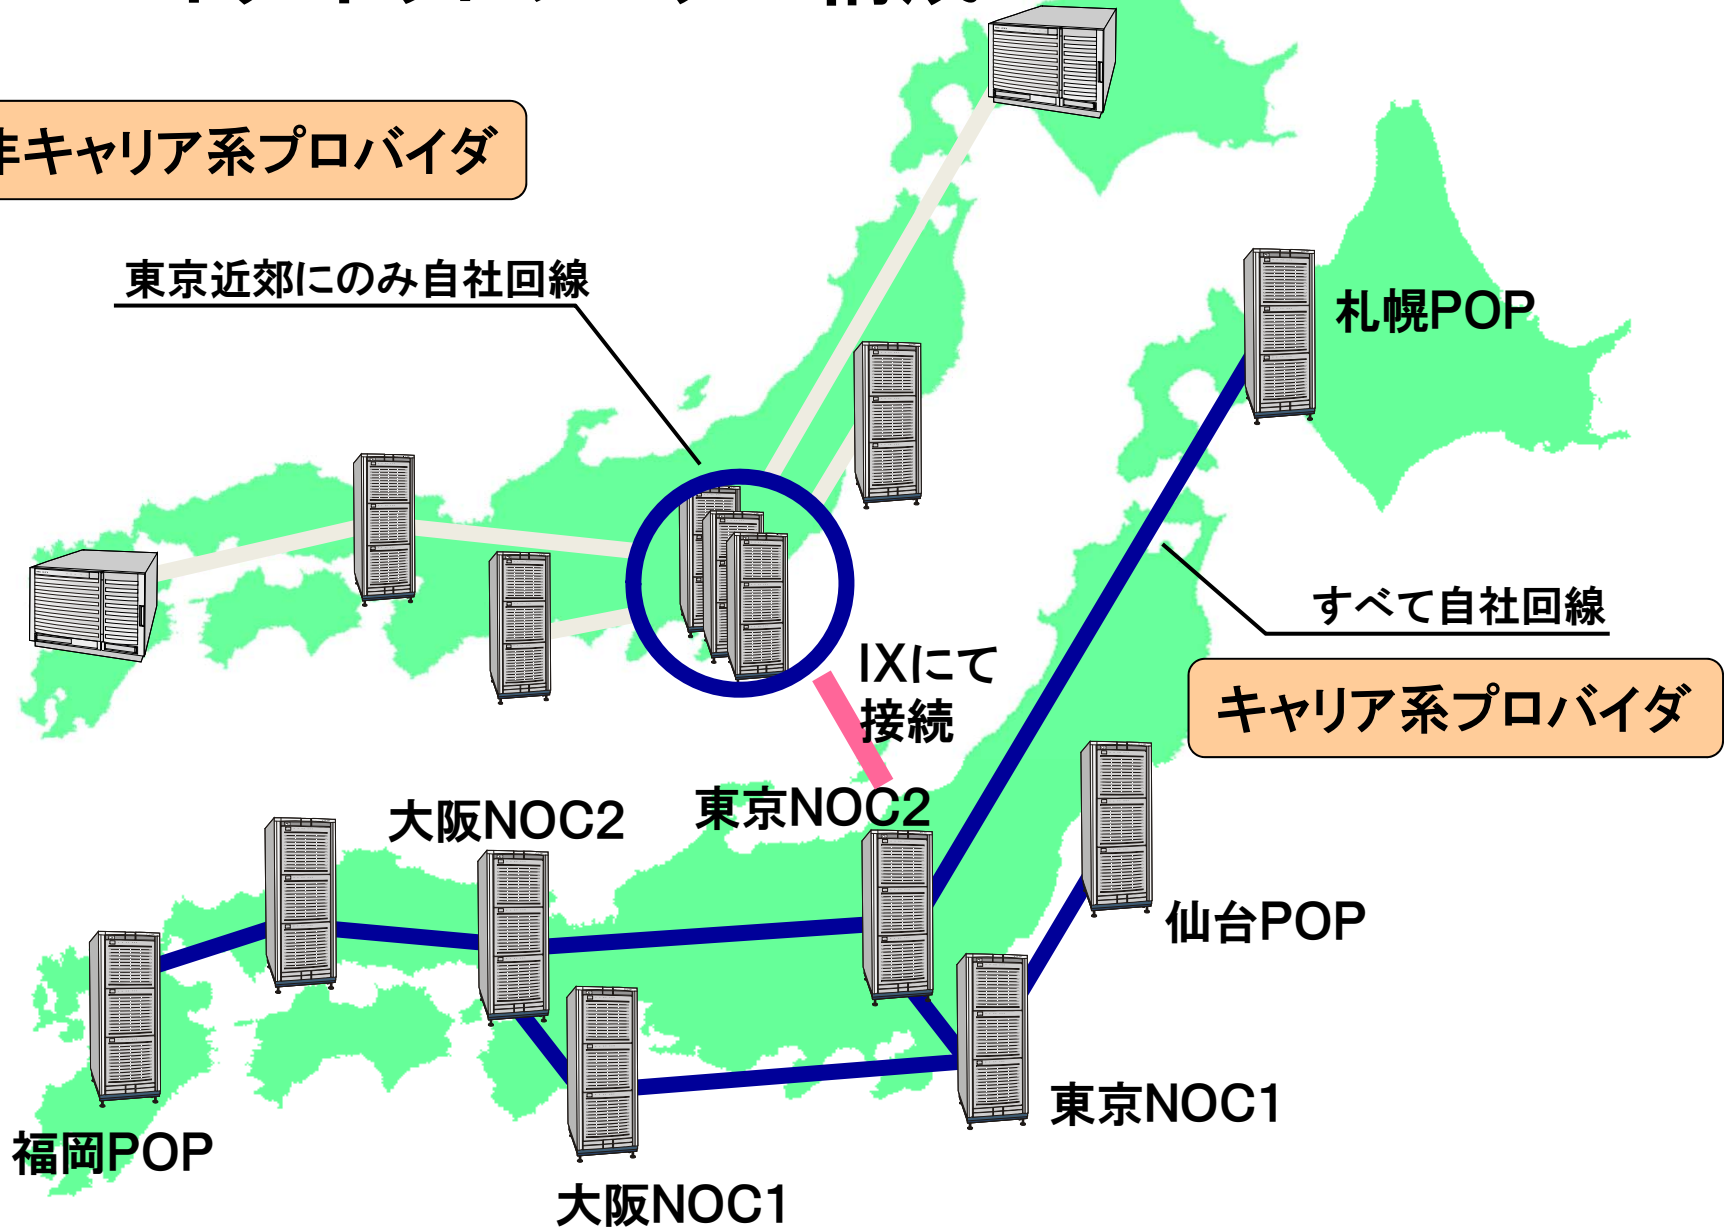 キャリア系プロバイダ
東京近郊にのみ自社回線
札幌POP
すべて自社回線
IXにて
接続
キャリア系プロバイダ
大阪NOC2
東京NOC2
仙台POP
東京NOC1
福岡POP
大阪NOC1